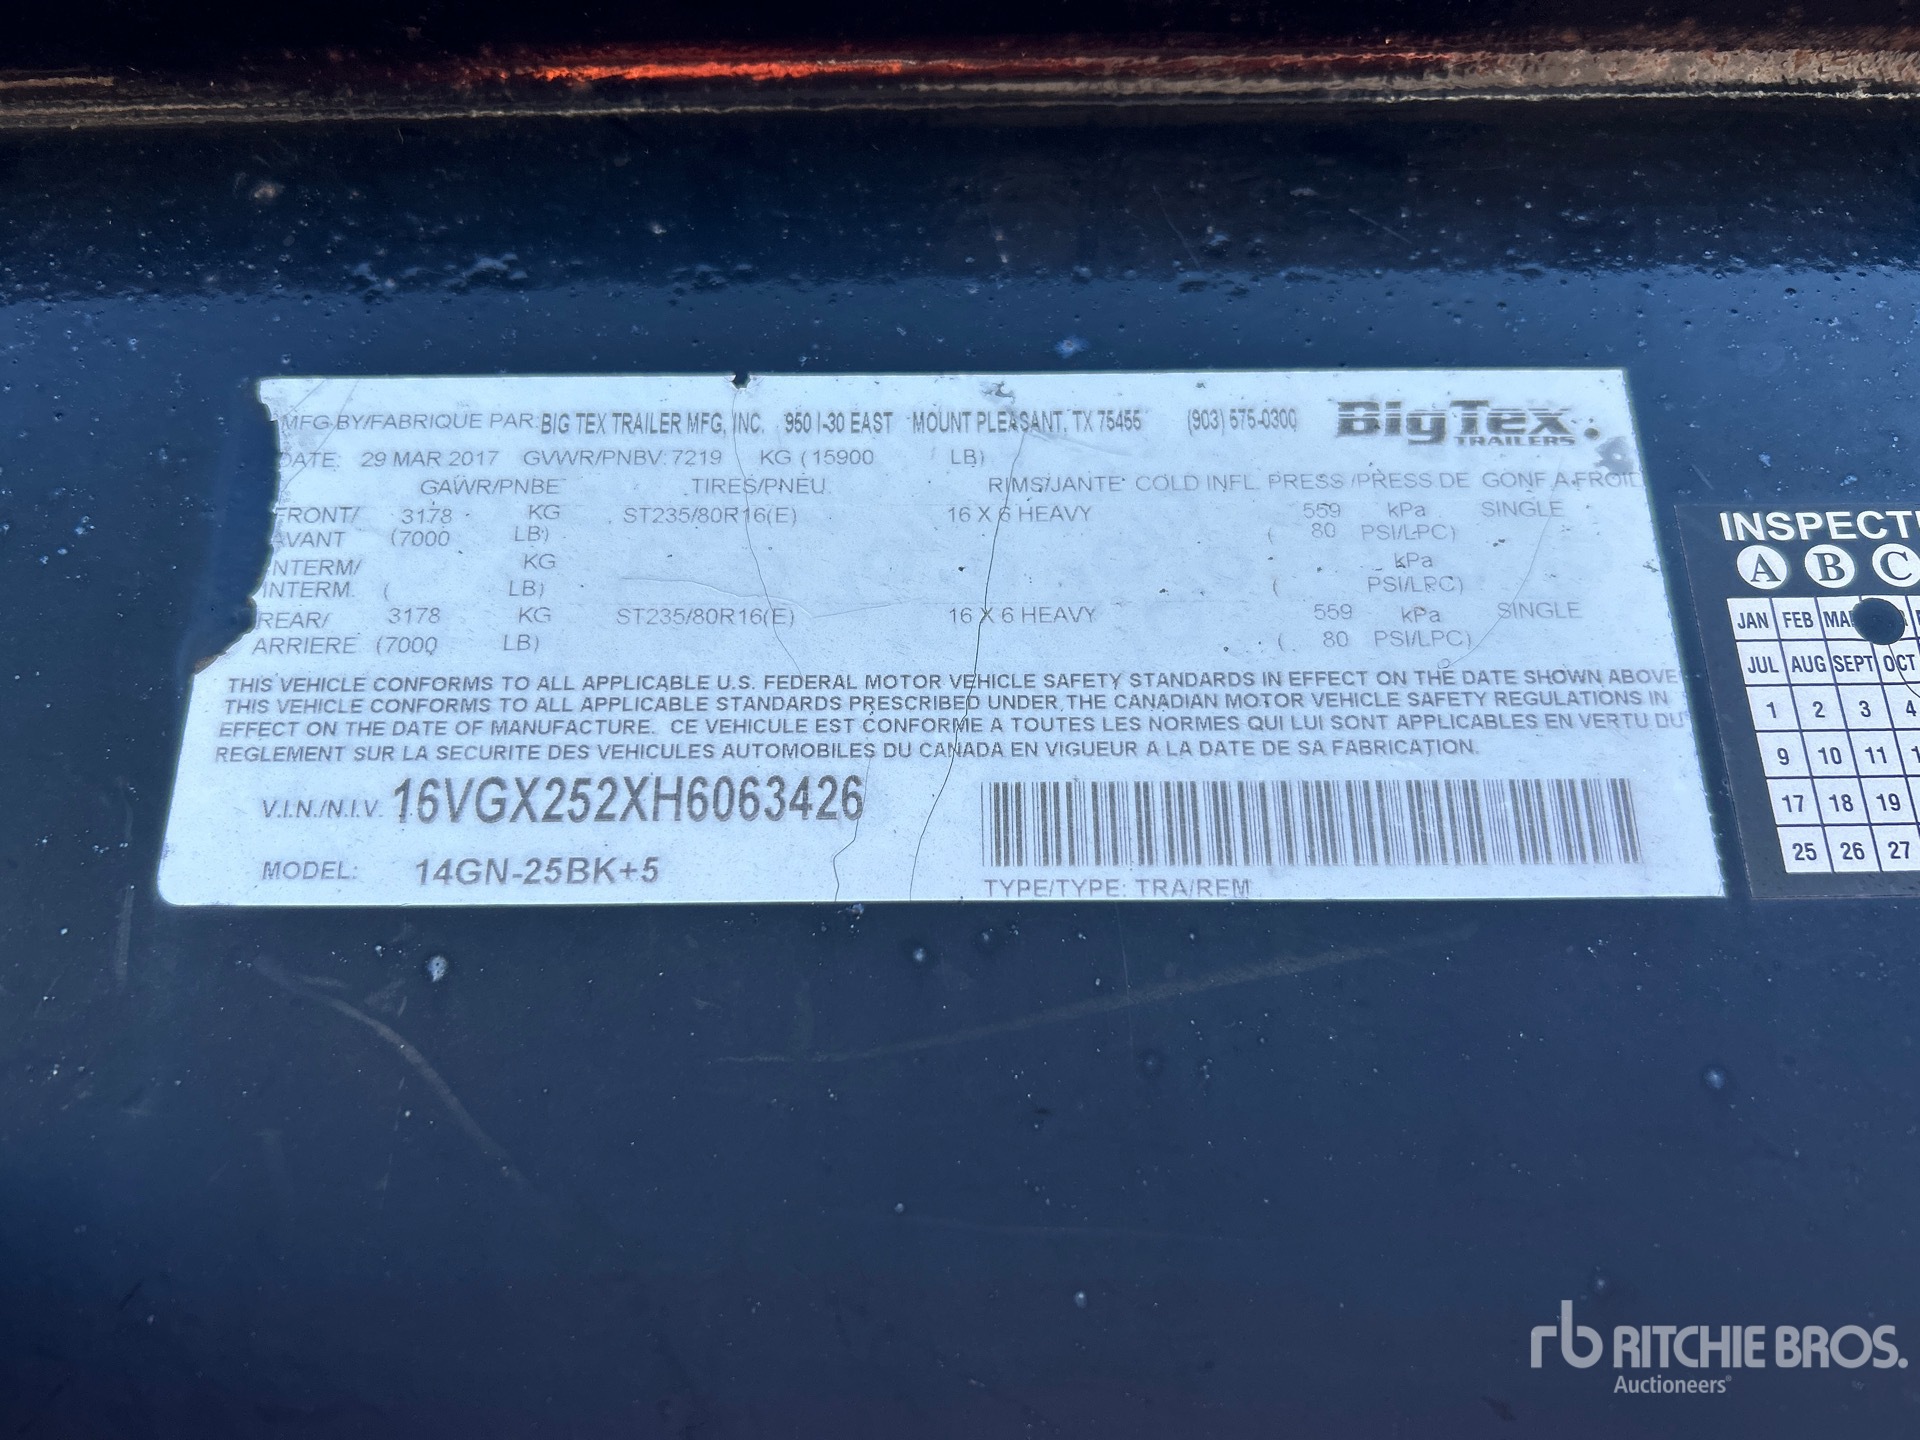 MFG BY/FABRIQUE PAR: BIG TEX TRAILER MFG, INC. 950 I-30 EAST MOUNT PLEASANT, TX 75455 (903) 575-0300 Big Tex TRAILERS
DATE: 29 MAR 2017 GVWR/PNBV: 7219 KG (15900 LB)
GAWR/PNBE TIRES/PNEU RIMS/JANTE COLD INFL. PRESS /PRESS DE GONF A FROID
FRONT/ 3178 KG ST235/80R16(E) 16 X 6 HEAVY 559 kPa SINGLE
AVANT (7000 LB) ( 80 PSI/LPC)
INTERM/ KG kPa
INTERM. ( LB) ( PSI/LRC)
REAR/ 3178 KG ST235/80R16(E) 16 X 6 HEAVY 559 kPa SINGLE
ARRIERE (7000 LB) ( 80 PSI/LPC)
THIS VEHICLE CONFORMS TO ALL APPLICABLE U.S. FEDERAL MOTOR VEHICLE SAFETY STANDARDS IN EFFECT ON THE DATE SHOWN ABOVE
THIS VEHICLE CONFORMS TO ALL APPLICABLE STANDARDS PRESCRIBED UNDER THE CANADIAN MOTOR VEHICLE SAFETY REGULATIONS IN
EFFECT ON THE DATE OF MANUFACTURE. CE VEHICULE EST CONFORME A TOUTES LES NORMES QUI LUI SONT APPLICABLES EN VERTU DU
REGLEMENT SUR LA SECURITE DES VEHICULES AUTOMOBILES DU CANADA EN VIGUEUR A LA DATE DE SA FABRICATION.
V.I.N./N.I.V. 16VGX252XH6063426
MODEL: 14GN-25BK+5
TYPE/TYPE: TRA/REM
INSPECT
A B C
JAN FEB MA
JUL AUG SEPT OCT
1 2 3 4
9 10 11
17 18 19
25 26 27
rb RITCHIE BROS.
Auctioneers